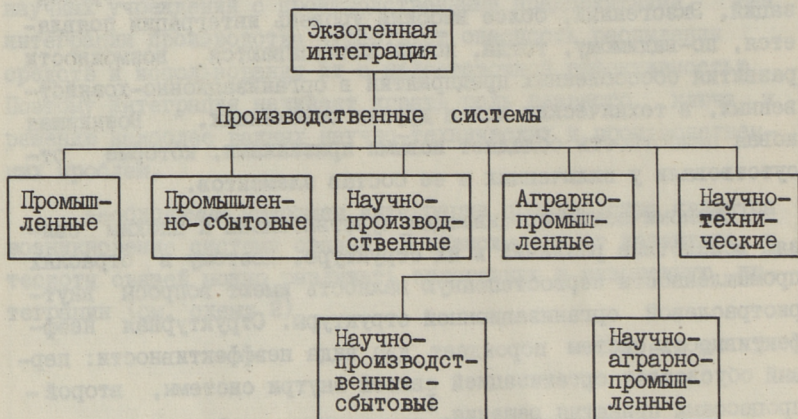 Экзогенная
интеграция
Производственные системы
Промыш-
ленные
Промышлен-
но-сбытовые
Научно-
производ-
ственные
Аграрно-
промыш-
ленные
Научно-
техни-
ческие
Научно-
производст-
венные -
сбытовые
Научно-
аграрно-
промыш-
ленные